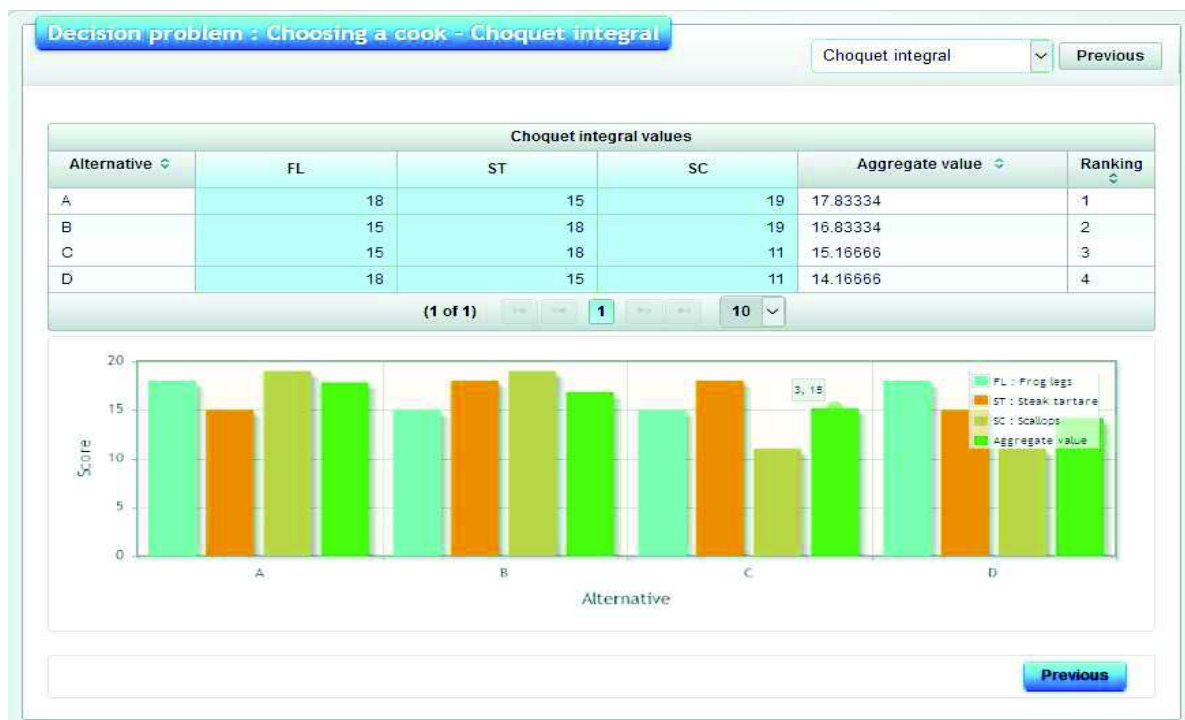 Decision problem : Choosing a cook - Choquet integral
Choquet integral Previous
Choquet integral values
Alternative FL ST SC Aggregate value Ranking
A 18 15 19 17.83334 1
B 15 18 19 16.83334 2
C 15 18 11 15.16666 3
D 18 15 11 14.16666 4
(1 of 1) 1 10
20
15
10
5
0
Score
3, 15
FL : Frog legs
ST : Steak tartare
SC : Scallops
Aggregate value
A B C D
Alternative
Previous